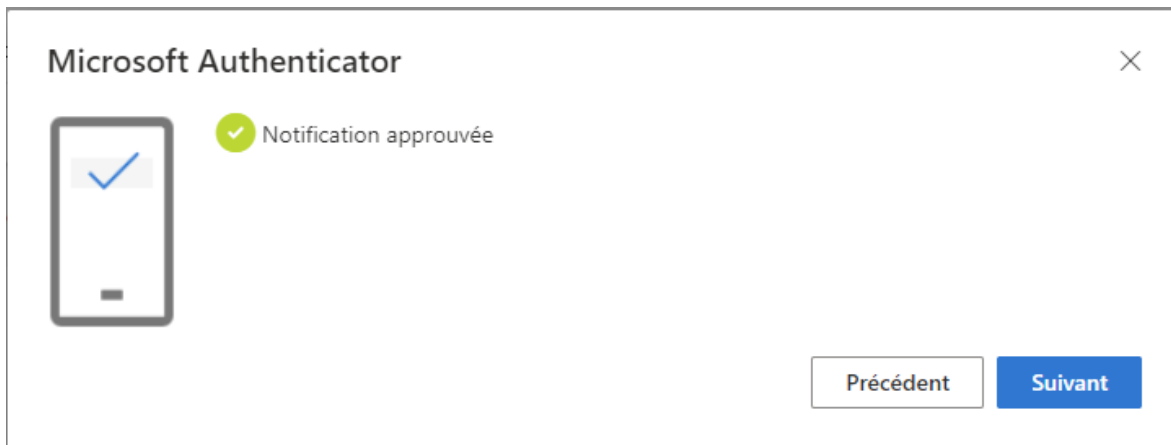 Microsoft Authenticator
Notification approuvée
Précédent
Suivant